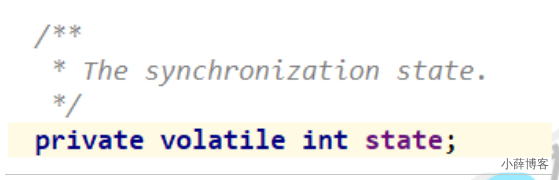 /**
* The synchronization state.
*/
private volatile int state;
小薛博客